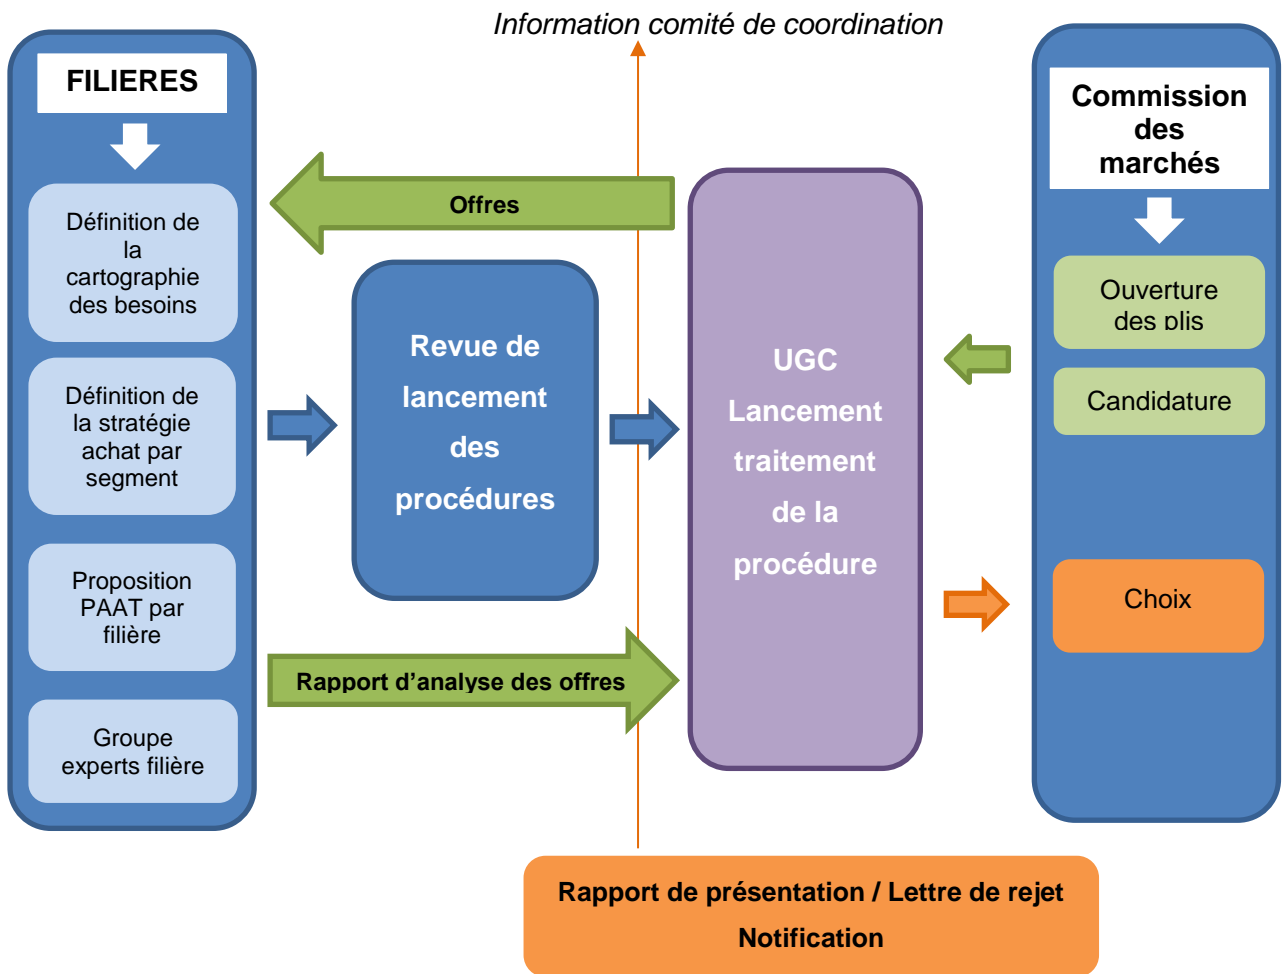 Information comité de coordination
FILIERES
Définition de
la
cartographie
des besoins
Définition de
la stratégie
achat par
segment
Proposition
PAAT par
filière
Groupe
experts filière
Offres
Revue de
lancement
des
procédures
Rapport d’analyse des offres
UGC
Lancement
traitement
de la
procédure
Commission
des
marchés
Ouverture
des plis
Candidature
Choix
Rapport de présentation / Lettre de rejet
Notification